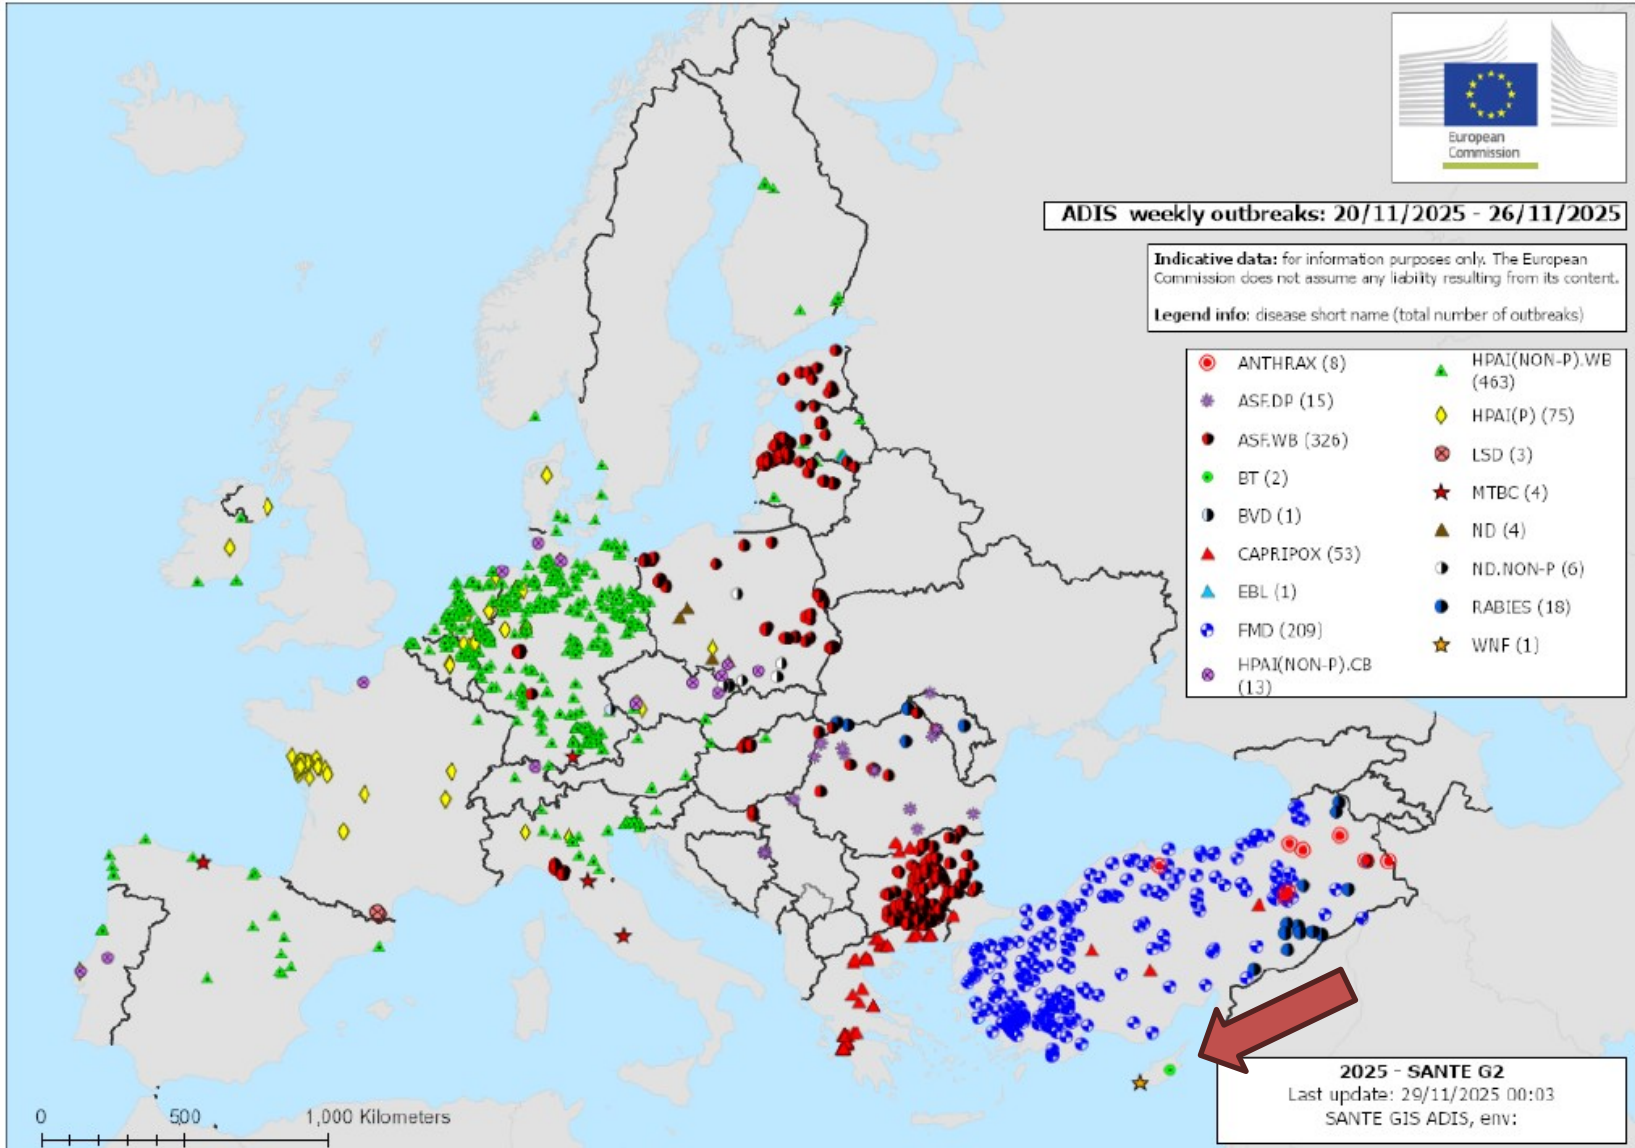 European
Commission
ADIS weekly outbreaks: 20/11/2025 - 26/11/2025
Indicative data: for information purposes only. The European
Commission does not assume any liability resulting from its content.
Legend info: disease short name (total number of outbreaks)
ANTHRAX (8)
ASF.DP (15)
ASF.WB (326)
BT (2)
BVD (1)
CAPRIPOX (53)
EBL (1)
FMD (209)
HPAI(NON-P).CB
(13)
HPAI(NON-P).WB
(463)
HPAI(P) (75)
LSD (3)
MTBC (4)
ND (4)
ND.NON-P (6)
RABIES (18)
WNF (1)
2025 - SANTE G2
Last update: 29/11/2025 00:03
SANTE GIS ADIS, env:
0 500 1,000 Kilometers